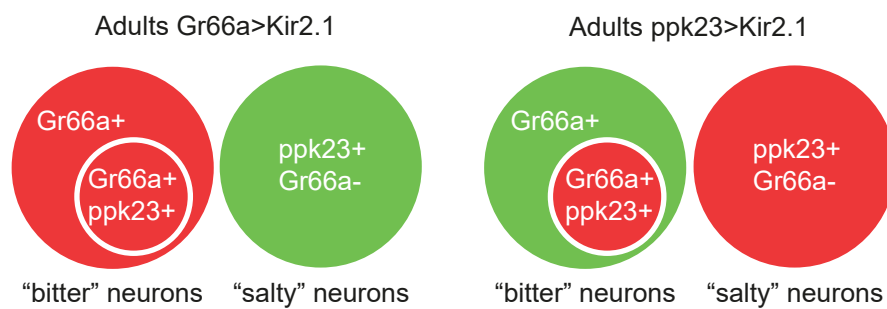 Adults Gr66a>Kir2.1
Gr66a+
Gr66a+
ppk23+
ppk23+
Gr66a-
“bitter” neurons
“salty” neurons
Adults ppk23>Kir2.1
Gr66a+
Gr66a+
ppk23+
ppk23+
Gr66a-
“bitter” neurons
“salty” neurons